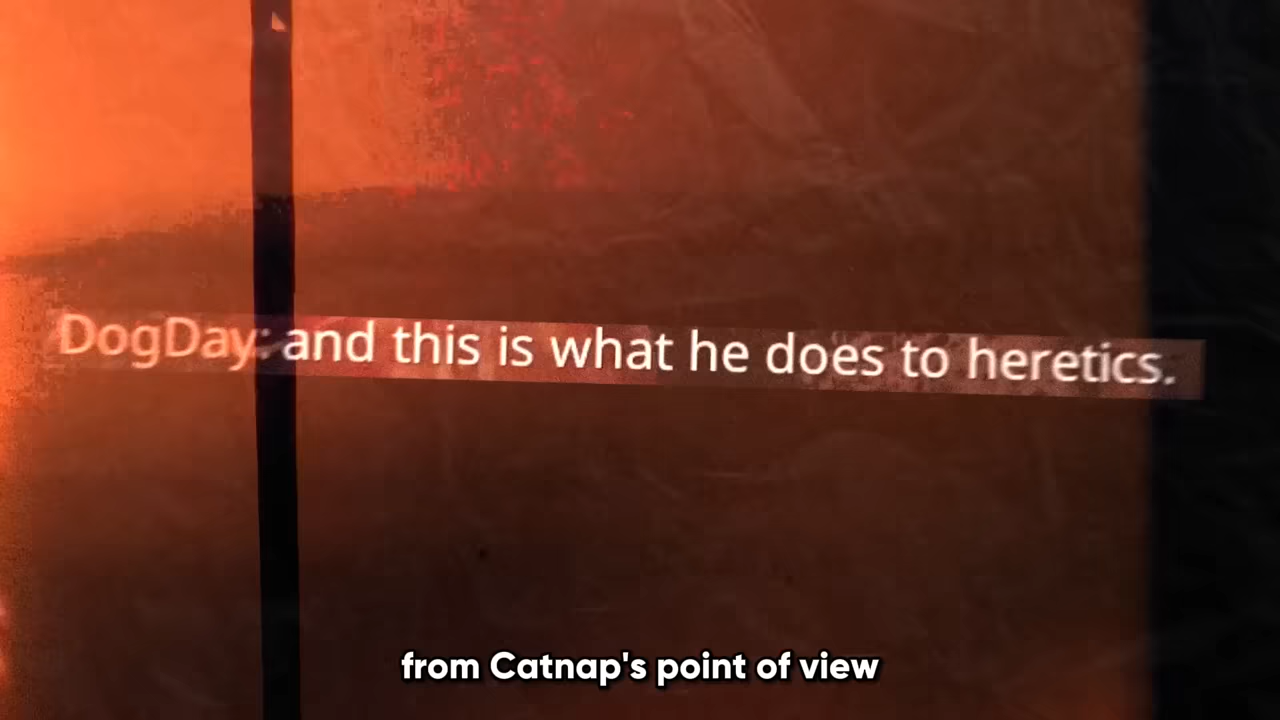 DogDay: and this is what he does to heretics.
from Catnap's point of view